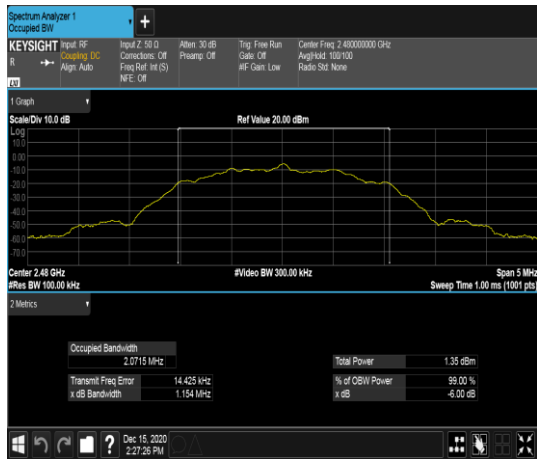 Spectrum Analyzer 1
Occupied BW
+
KEYSIGHT Input: RF Input Z: 50 Ω Atten: 30 dB Trig: Free Run Center Freq: 2.480000000 GHz
R Coupling: DC Corrections: Off Preamp: Off Gate: Off Avg|Hold: 100/100
Align: Auto Freq Ref: Int (S) #IF Gain: Low Radio Std: None
NFE: Off
LXI
1 Graph
Scale/Div 10.0 dB Ref Value 20.00 dBm
Log
10.0
0.00
-10.0
-20.0
-30.0
-40.0
-50.0
-60.0
-70.0
Center 2.48 GHz #Video BW 300.00 kHz Span 5 MHz
#Res BW 100.00 kHz Sweep Time 1.00 ms (1001 pts)
2 Metrics
Occupied Bandwidth
2.0715 MHz Total Power 1.35 dBm
Transmit Freq Error 14.425 kHz % of OBW Power 99.00 %
x dB Bandwidth 1.154 MHz x dB -6.00 dB
? Dec 15, 2020
2:27:26 PM